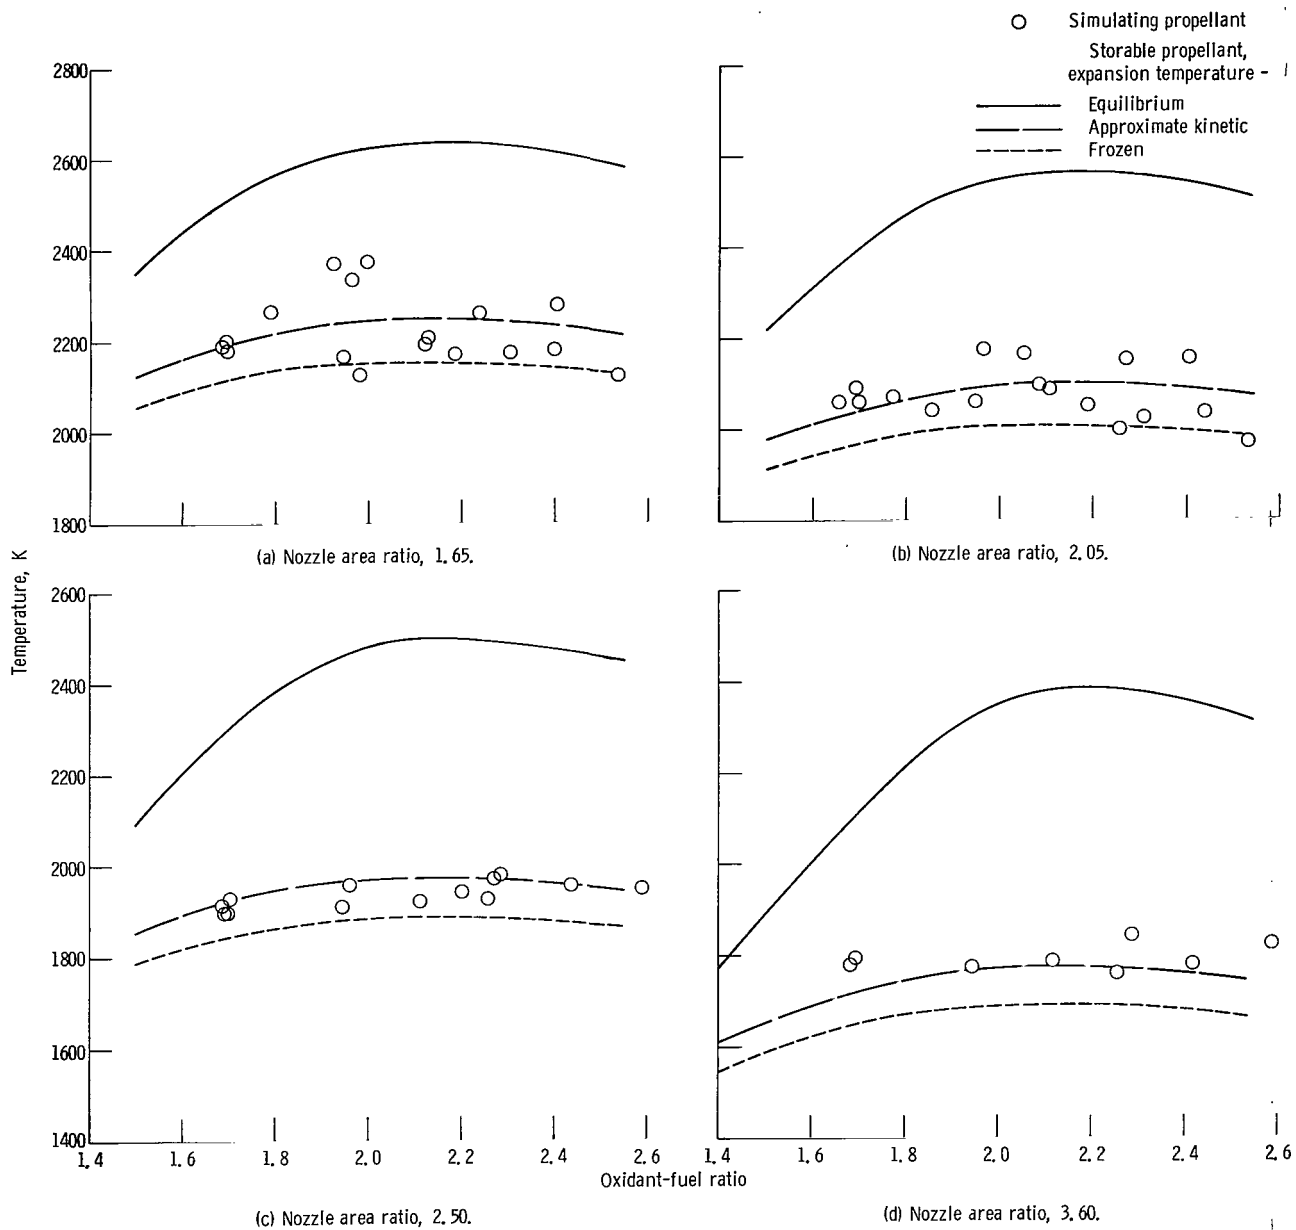 Simulating propellant
Storable propellant,
expansion temperature -
Equilibrium
Approximate kinetic
Frozen
2800
2600
2400
2200
2000
1800
(a) Nozzle area ratio, 1.65.
(b) Nozzle area ratio, 2.05.
Temperature, K
2600
2400
2200
2000
1800
1600
1400
1.4 1.6 1.8 2.0 2.2 2.4 2.6
1.4 1.6 1.8 2.0 2.2 2.4 2.6
Oxidant-fuel ratio
(c) Nozzle area ratio, 2.50.
(d) Nozzle area ratio, 3.60.